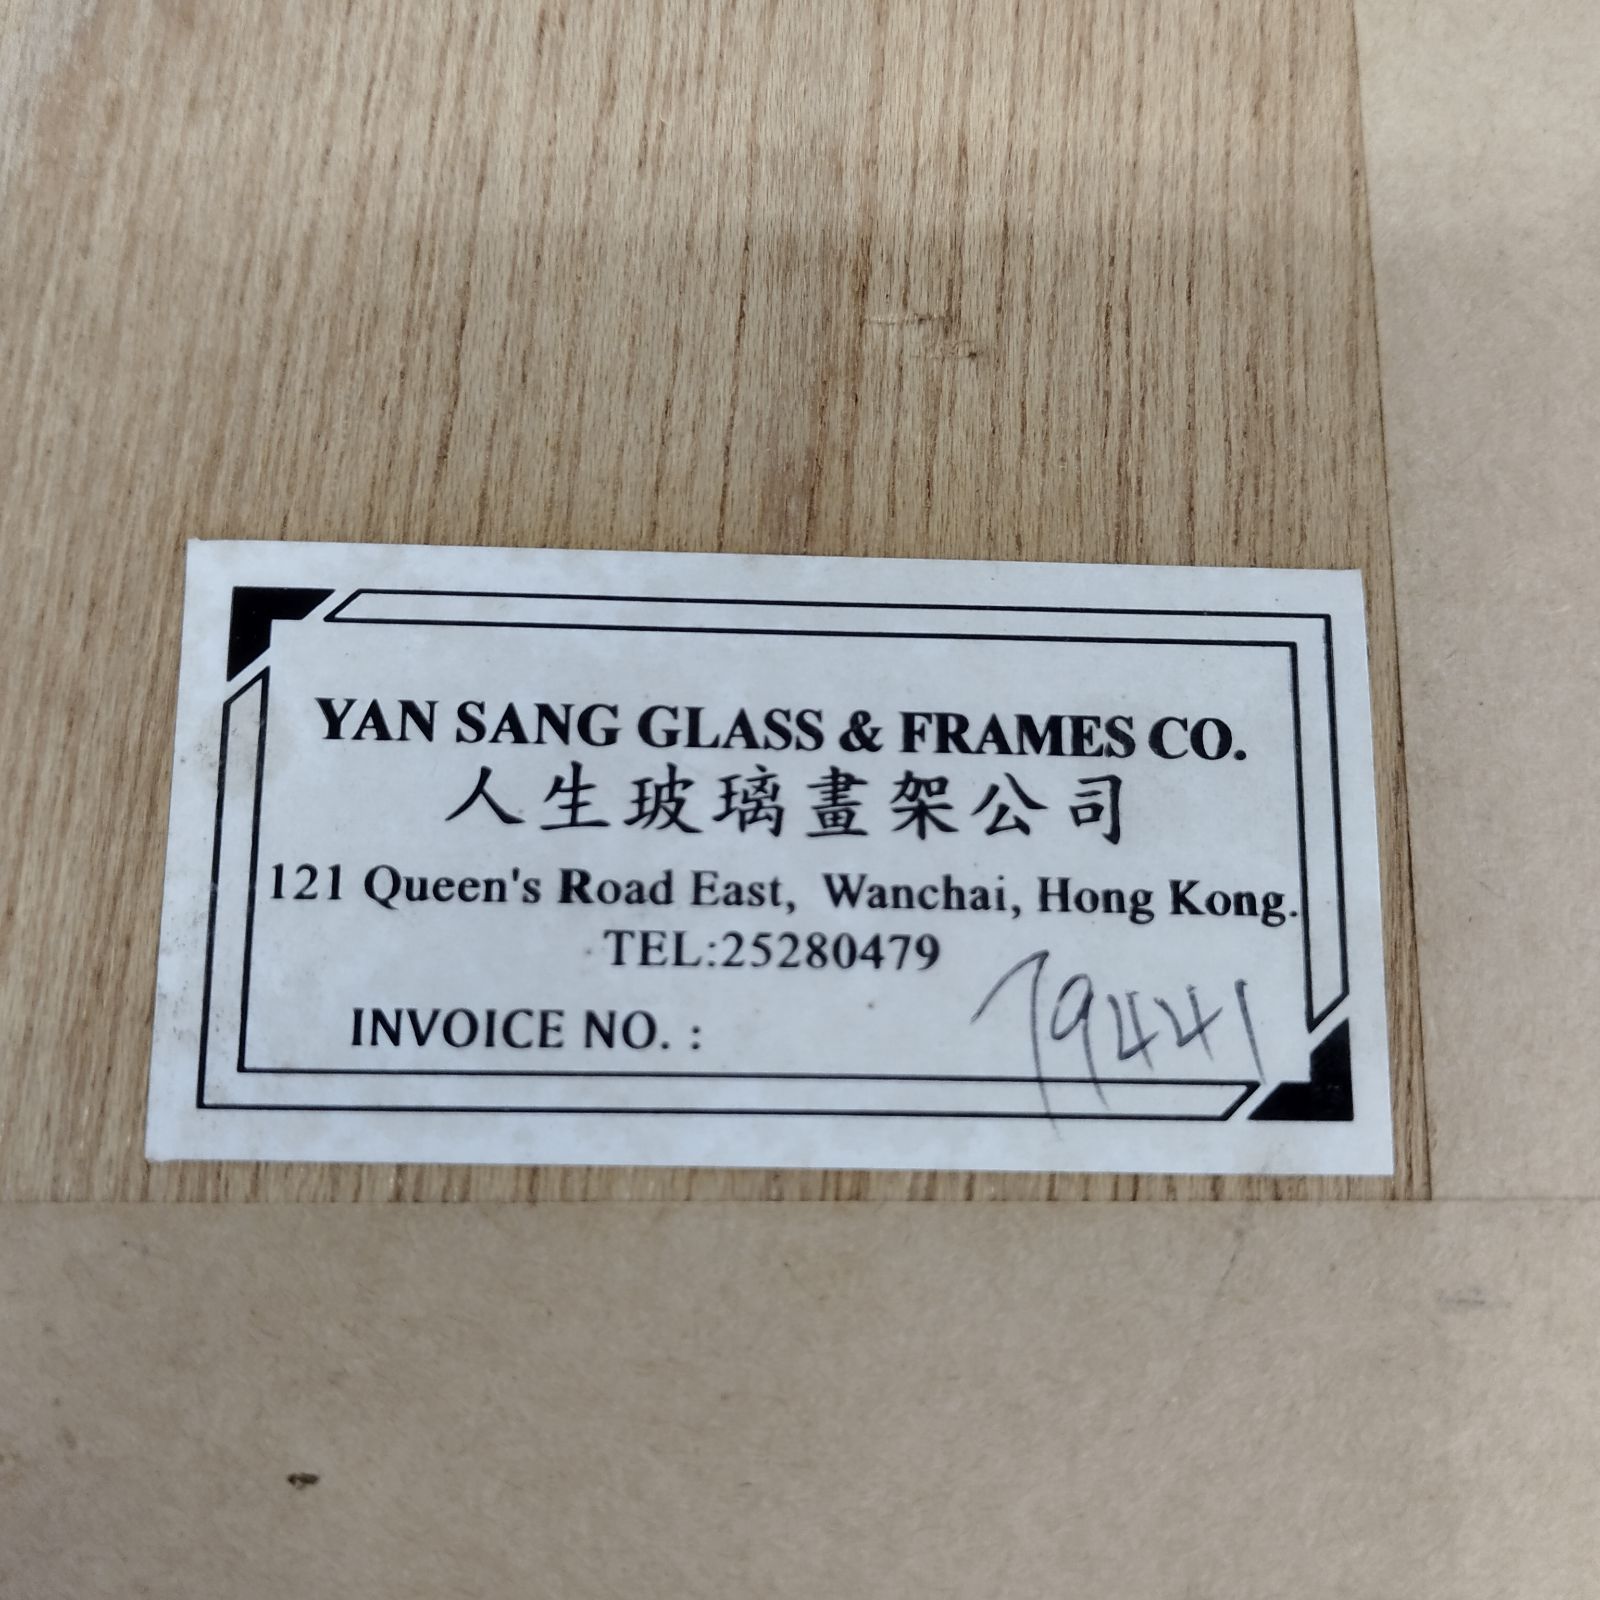 YAN SANG GLASS & FRAMES CO.
人生玻璃畫架公司
121 Queen's Road East, Wanchai, Hong Kong.
TEL:25280479
INVOICE NO. : 79441